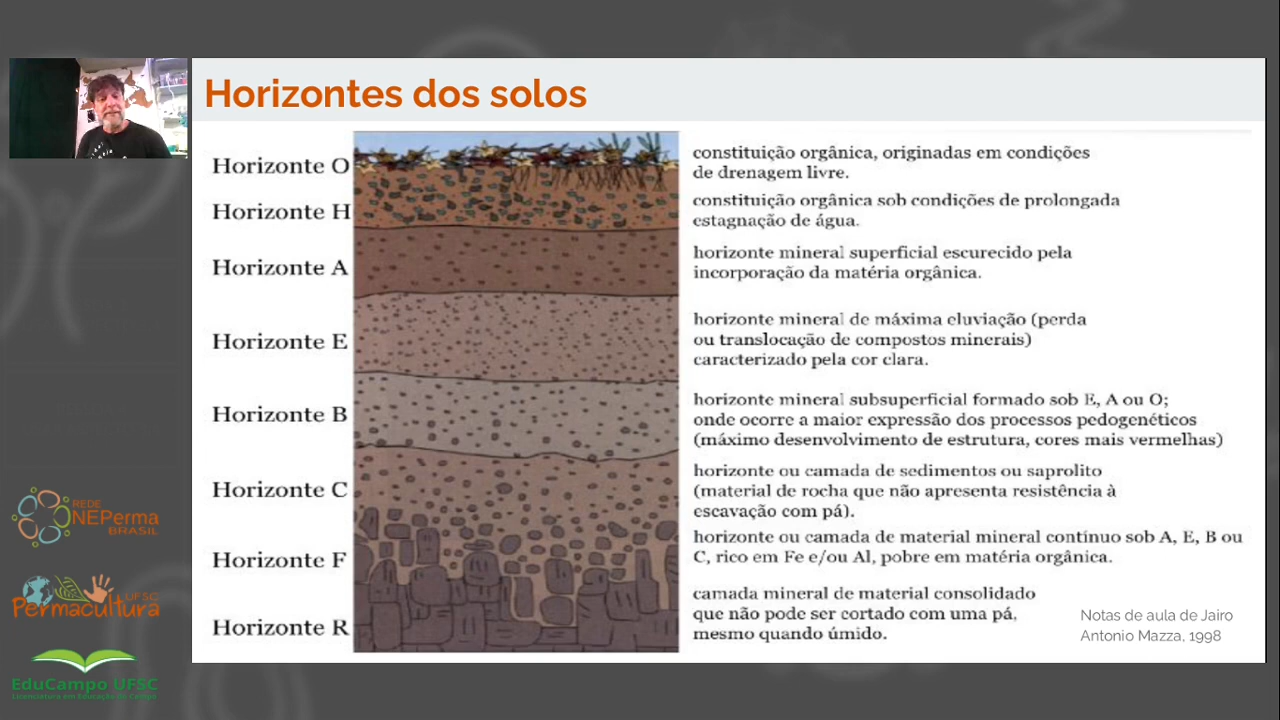 Horizontes dos solos
Horizonte O
constituição orgânica, originadas em condições
de drenagem livre.
Horizonte H
constituição orgânica sob condições de prolongada
estagnação de água.
Horizonte A
horizonte mineral superficial escurecido pela
incorporação da matéria orgânica.
Horizonte E
horizonte mineral de máxima eluviação (perda
ou translocação de compostos minerais)
caracterizado pela cor clara.
Horizonte B
horizonte mineral subsuperficial formado sob E, A ou O;
onde ocorre a maior expressão dos processos pedogenéticos
(máximo desenvolvimento de estrutura, cores mais vermelhas)
Horizonte C
horizonte ou camada de sedimentos ou saprolito
(material de rocha que não apresenta resistência à
escavação com pá).
Horizonte F
horizonte ou camada de material mineral contínuo sob A, E, B ou
C, rico em Fe e/ou Al, pobre em matéria orgânica.
Horizonte R
camada mineral de material consolidado
que não pode ser cortado com uma pá,
mesmo quando úmido.
Notas de aula de Jairo
Antonio Mazza, 1998
REDE
NEPerma
BRASIL
UFSC
Permacultura
EduCampo UFSC
Licenciatura em Educação do Campo